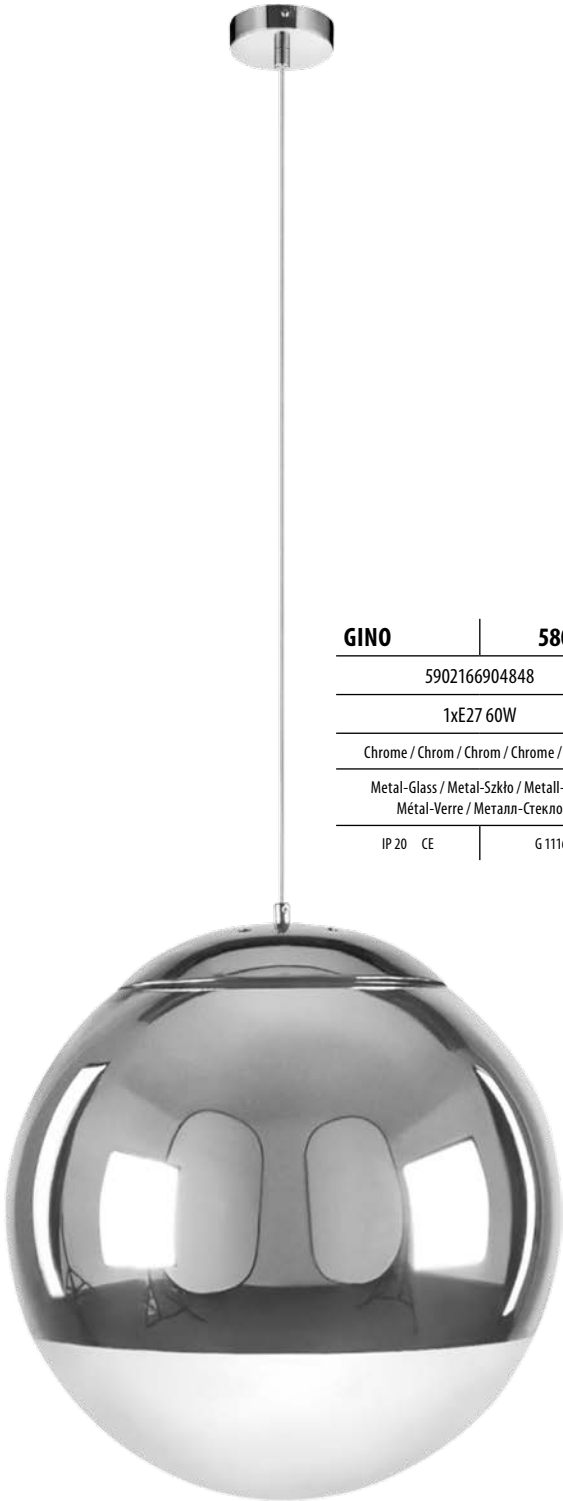 GINO
5902166904848
1xE27 60W
Chrome / Chrom / Chrom / Chrome /
Metal-Glass / Metal-Szkło / Metall-
Métal-Verre / Металл-Стекло
IP 20 CE